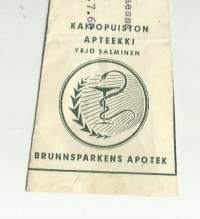 KAIVOPUISTON
APTEEKKI
YRJÖ SALMINEN
BRUNNSPARKENS APOTEK